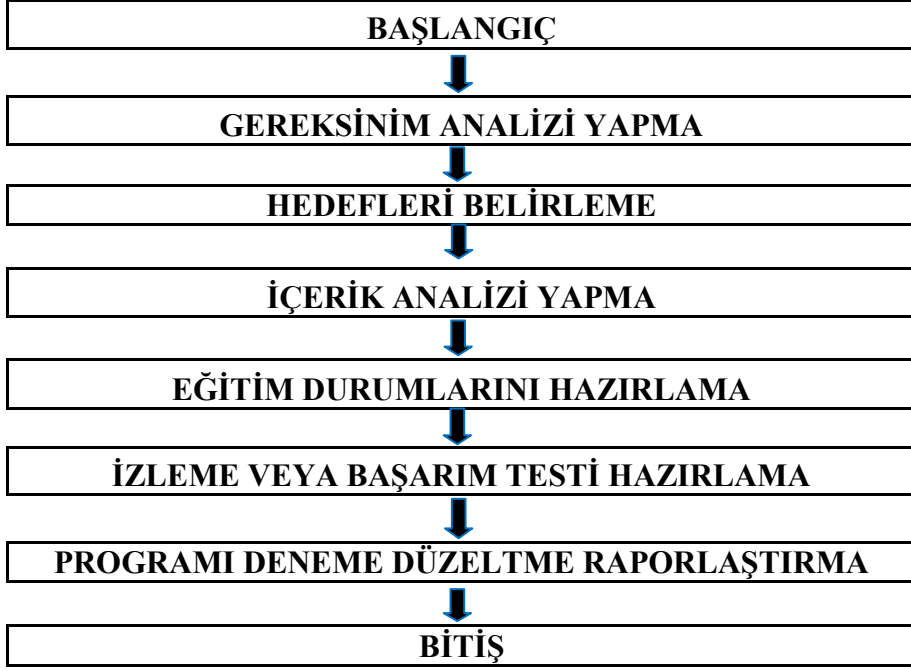 BAŞLANGIÇ
GEREKSİNİM ANALİZİ YAPMA
HEDEFLERİ BELİRLEME
İÇERİK ANALİZİ YAPMA
EĞİTİM DURUMLARINI HAZIRLAMA
İZLEME VEYA BAŞARIM TESTİ HAZIRLAMA
PROGRAMI DENEME DÜZELTME RAPORLAŞTIRMA
BİTİŞ